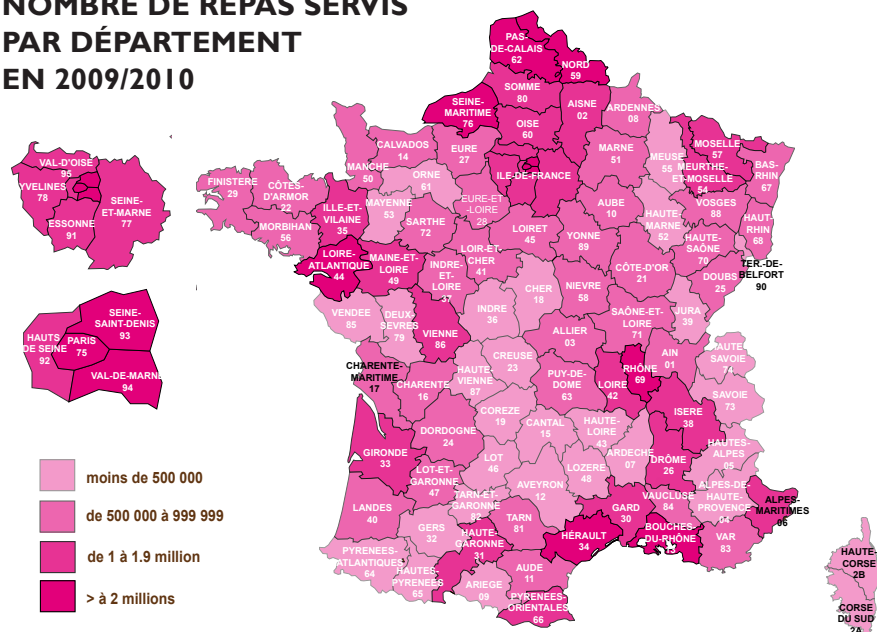 NOMBRE DE REPAS SERVIS
PAR DÉPARTEMENT
EN 2009/2010
PAS-
DE-CALAIS
62
NORD
59
SOMME
80
SEINE-
MARITIME
76
AISNE
02
ARDENNES
08
OISE
60
CALVADOS
14
EURE
27
MANCHE
50
ORNE
61
ILE-DE-FRANCE
MARNE
51
MEUSE
55
MOSELLE
57
MEURTHE-
ET-MOSELLE
54
BAS-
RHIN
67
VAL-D'OISE
95
YVELINES
78
SEINE-
ET-MARNE
77
ESSONNE
91
FINISTERE
29
CÔTES-
D'ARMOR
22
MORBIHAN
56
ILLE-ET-
VILAINE
35
MAYENNE
53
SARTHE
72
EURE-ET
-LOIRE
28
LOIRET
45
YONNE
89
AUBE
10
HAUTE-
MARNE
52
VOSGES
88
HAUT-
RHIN
68
HAUTE-
SAÔNE
70
TER.-DE-
BELFORT
90
LOIRE-
ATLANTIQUE
44
MAINE-ET-
LOIRE
49
INDRE-
ET-
LOIRE
37
LOIR-ET-
CHER
41
CHER
18
NIEVRE
58
CÔTE-D'OR
21
DOUBS
25
JURA
39
SEINE-
SAINT-DENIS
93
HAUTS
DE SEINE
92
PARIS
75
VAL-DE-MARNE
94
VENDEE
85
DEUX
SEVRES
79
VIENNE
86
INDRE
36
ALLIER
03
SAÔNE-ET-
LOIRE
71
CHARENTE-
MARITIME
17
CHARENTE
16
HAUTE-
VIENNE
87
CREUSE
23
PUY-DE-
DOME
63
LOIRE
42
RHÔNE
69
AIN
01
HAUTE
SAVOIE
74
SAVOIE
73
ISERE
38
GIRONDE
33
DORDOGNE
24
COREZE
19
CANTAL
15
HAUTE-
LOIRE
43
ARDECHE
07
DRÔME
26
HAUTES-
ALPES
05
LOT-ET-
GARONNE
47
LOT
46
AVEYRON
12
LOZERE
48
LANDES
40
TARN-ET-
GARONNE
82
TARN
81
GARD
30
VAUCLUSE
84
ALPES-DE-
HAUTE-
PROVENCE
04
ALPES-
MARITIMES
06
GERS
32
HAUTE-
GARONNE
31
HÉRAULT
34
BOUCHES-
DU-RHÔNE
13
VAR
83
PYRENEES-
ATLANTIQUES
64
HAUTES-
PYRENEES
65
ARIEGE
09
AUDE
11
PYRENEES-
ORIENTALES
66
HAUTE-
CORSE
2B
CORSE
DU SUD
2A
moins de 500 000
de 500 000 à 999 999
de 1 à 1.9 million
> à 2 millions